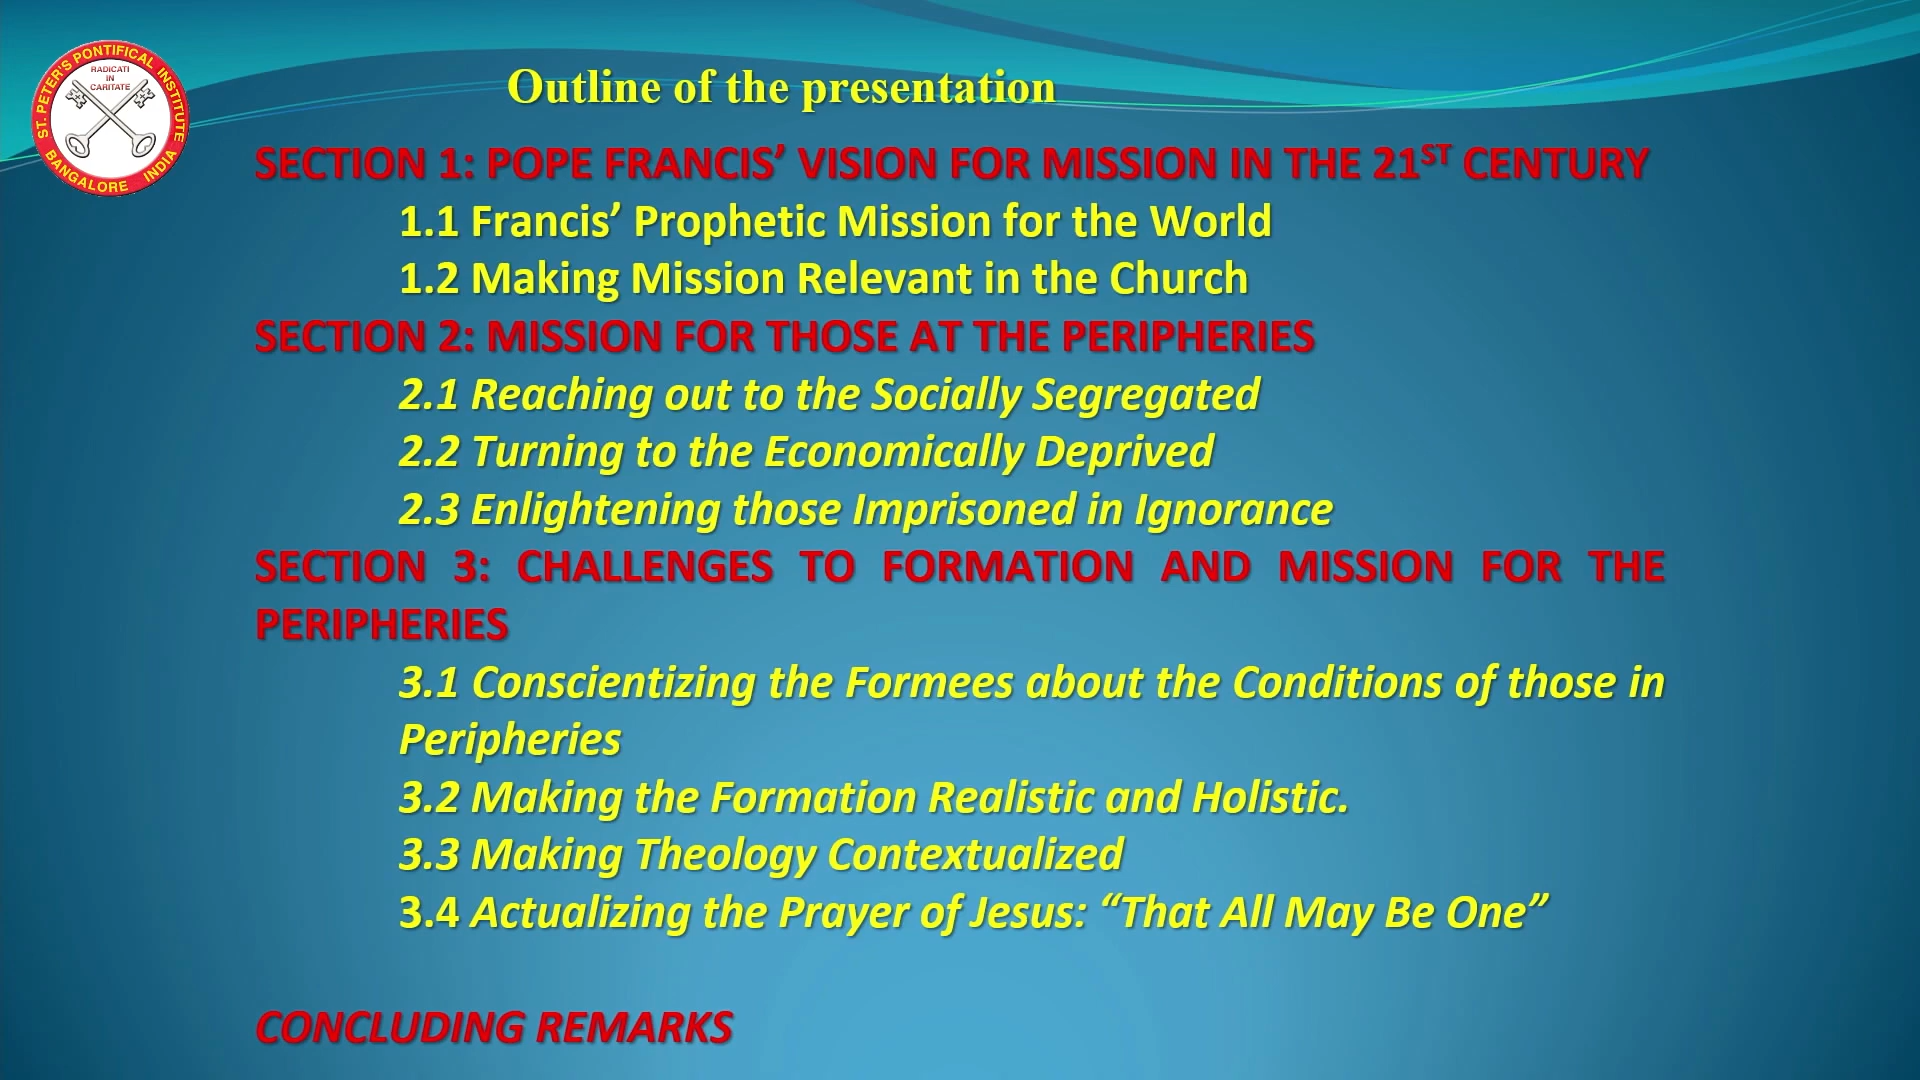 ST. PETER'S PONTIFICAL INSTITUTE
RADICATI
IN
CARITATE
BANGALORE INDIA
Outline of the presentation
SECTION 1: POPE FRANCIS’ VISION FOR MISSION IN THE 21ST CENTURY
1.1 Francis’ Prophetic Mission for the World
1.2 Making Mission Relevant in the Church
SECTION 2: MISSION FOR THOSE AT THE PERIPHERIES
2.1 Reaching out to the Socially Segregated
2.2 Turning to the Economically Deprived
2.3 Enlightening those Imprisoned in Ignorance
SECTION 3: CHALLENGES TO FORMATION AND MISSION FOR THE
PERIPHERIES
3.1 Conscientizing the Formees about the Conditions of those in
Peripheries
3.2 Making the Formation Realistic and Holistic.
3.3 Making Theology Contextualized
3.4 Actualizing the Prayer of Jesus: “That All May Be One”
CONCLUDING REMARKS